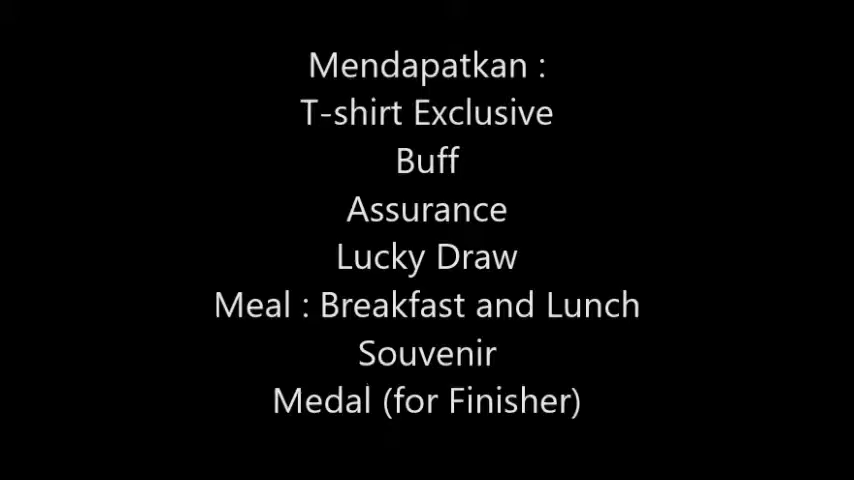 Mendapatkan :
T-shirt Exclusive
Buff
Assurance
Lucky Draw
Meal : Breakfast and Lunch
Souvenir
Medal (for Finisher)